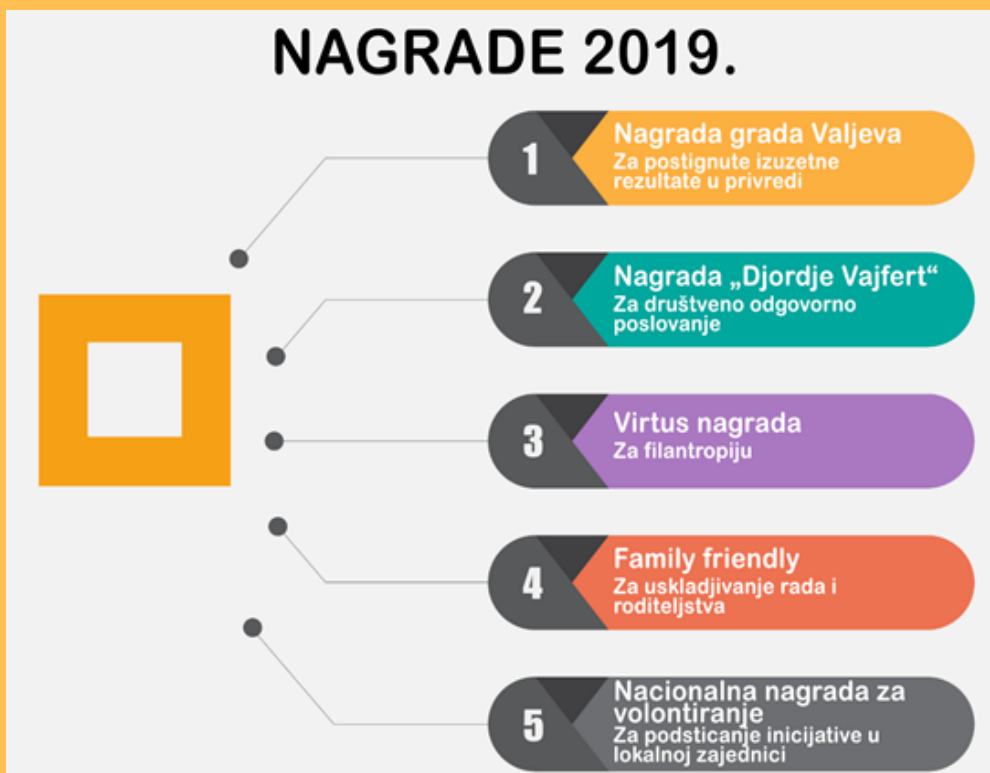 NAGRADE 2019.
1
Nagrada grada Valjeva
Za postignute izuzetne
rezultate u privredi
2
Nagrada „Djordje Vajfert“
Za društveno odgovorno
poslovanje
3
Virtus nagrada
Za filantropiju
4
Family friendly
Za uskladjivanje rada i
roditeljstva
5
Nacionalna nagrada za
volontiranje
Za podsticanje inicijative u
lokalnoj zajednici